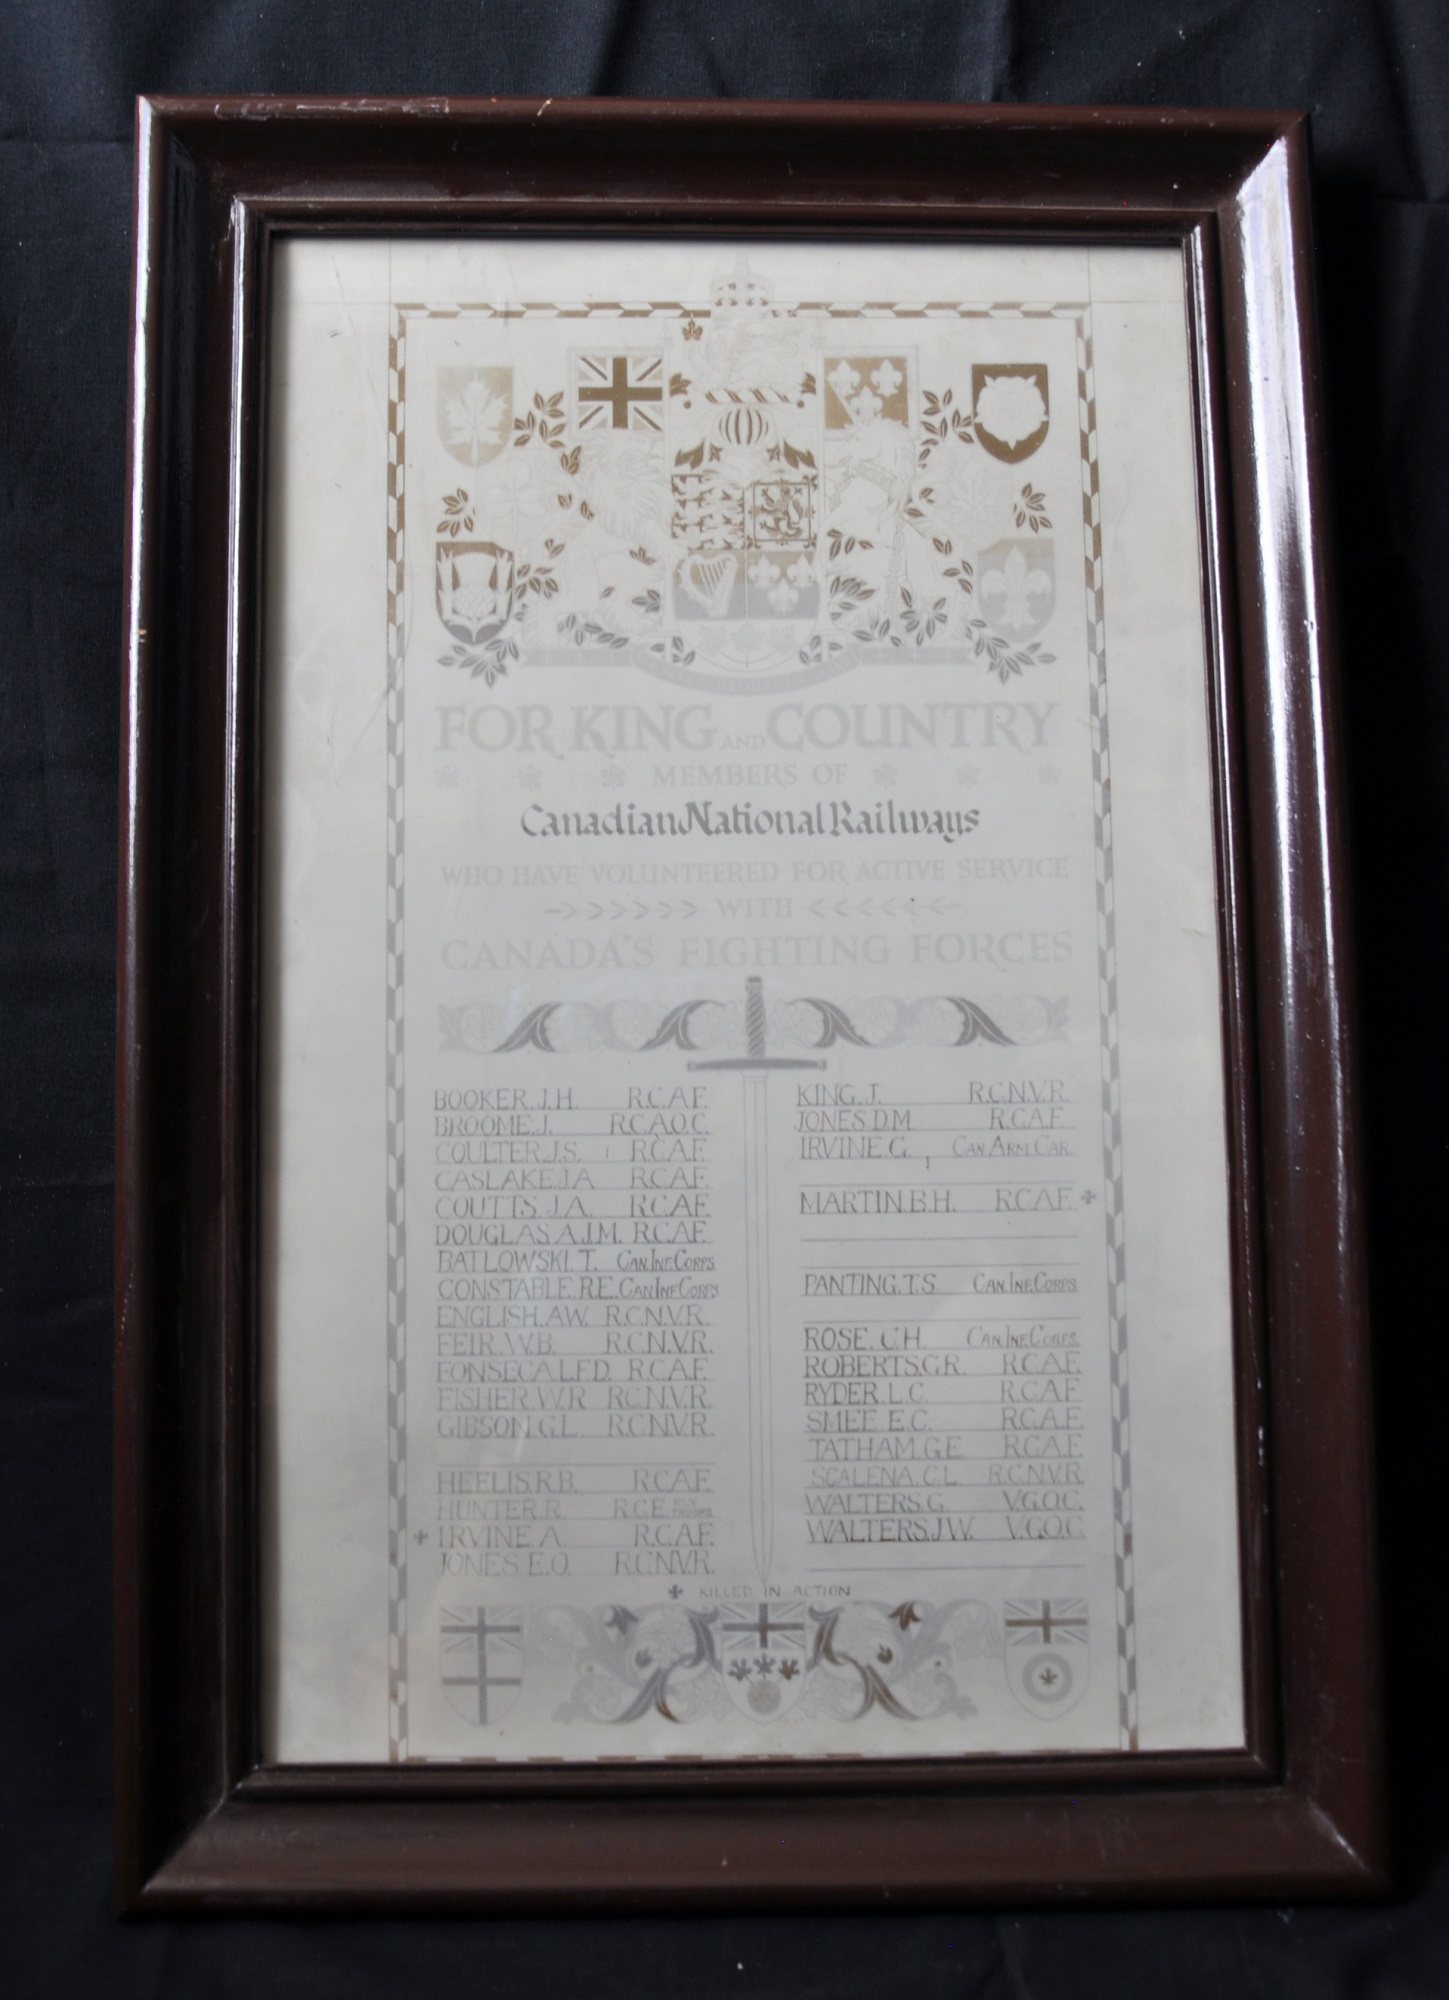 FOR KING AND COUNTRY
MEMBERS OF
Canadian National Railways
WHO HAVE VOLUNTEERED FOR ACTIVE SERVICE
WITH
CANADA'S FIGHTING FORCES
BOOKER. J.H. R.C.A.F.
BROOME. J. R.C.A.O.C.
COULTER. J.S. R.C.A.F.
CASLAKE. J.A. R.C.A.F.
COUTTS. J.A. R.C.A.F.
DOUGLAS A.J.M. R.C.A.F.
BATLOWSKI. T. CAN. INF. CORPS
CONSTABLE. R.E. CAN INF CORPS
ENGLISH. A.W. R.C.N.V.R.
FEIR. W.B. R.C.N.V.R.
FONSECA L.F.D. R.C.A.F.
FISHER. W.R. R.C.N.V.R.
GIBSON G.L. R.C.N.V.R.
HEELIS. R.B. R.C.A.F.
HUNTER. R. R.C.E. RLY TROOPS
✠ IRVINE A. R.C.A.F.
JONES E.O. R.C.N.V.R.
KING. J. R.C.N.V.R.
JONES D.M. R.C.A.F.
IRVINE G. CAN ARM. CAR.
MARTIN. B.H. R.C.A.F. ✠
PANTING. T.S. CAN. INF. CORPS
ROSE. C.H. CAN. INF. CORPS.
ROBERTS. G.R. R.C.A.F.
RYDER. L.C. R.C.A.F.
SMEE. E.C. R.C.A.F.
TATHAM. G.E. R.C.A.F.
SCALENA. C.L. R.C.N.V.R.
WALTERS. G. V.G.O.C.
WALTERS. J.W. V.G.O.C.
✠ KILLED IN ACTION